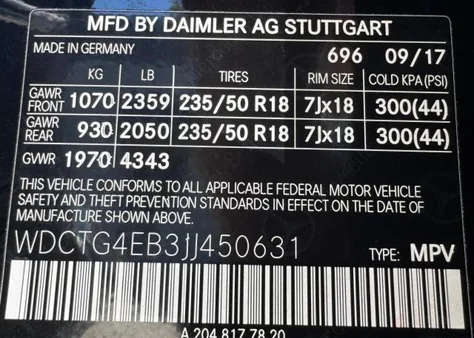 MFD BY DAIMLER AG STUTTGART
MADE IN GERMANY 696 09/17
KG LB TIRES RIM SIZE COLD KPA(PSI)
GAWR FRONT 1070 2359 235/50 R18 7Jx18 300(44)
GAWR REAR 930 2050 235/50 R18 7Jx18 300(44)
GVWR 1970 4343
THIS VEHICLE CONFORMS TO ALL APPLICABLE FEDERAL MOTOR VEHICLE
SAFETY AND THEFT PREVENTION STANDARDS IN EFFECT ON THE DATE OF
MANUFACTURE SHOWN ABOVE.
WDCTG4EB3JJ450631 TYPE: MPV
A 204 817 78 20